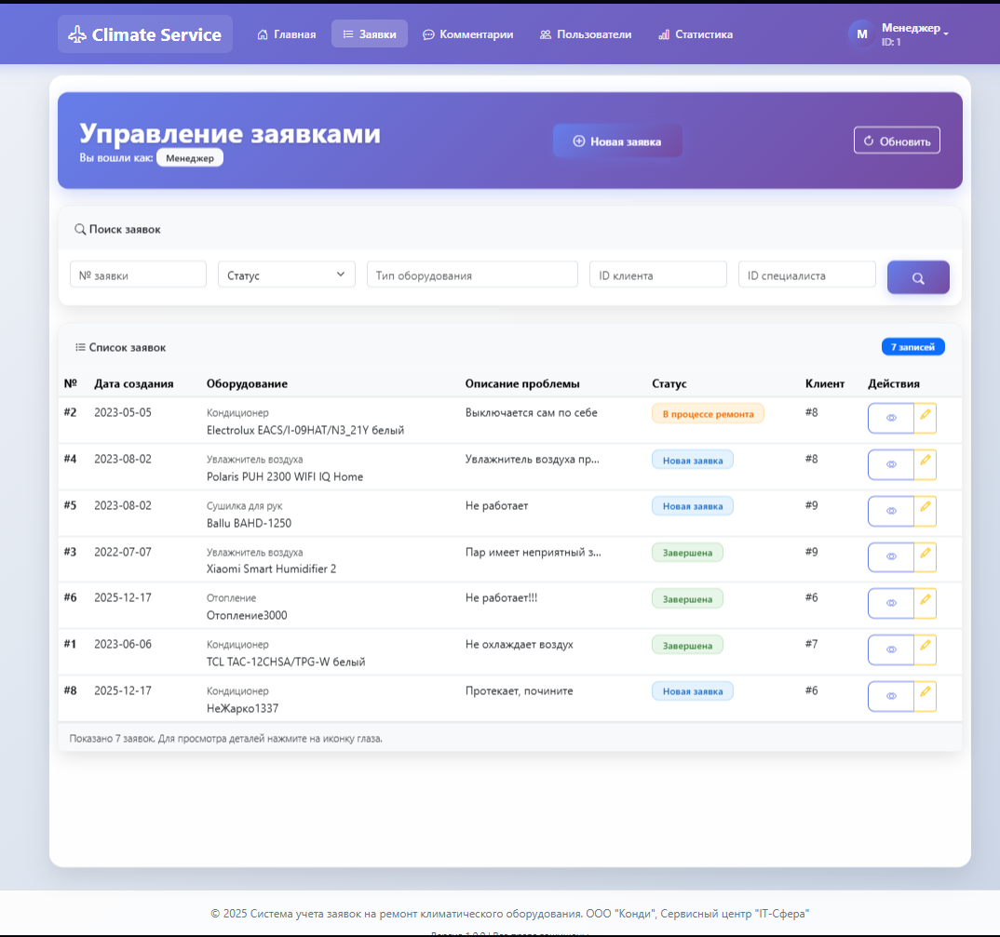 Climate Service Главная Заявки Комментарии Пользователи Статистика M Менеджер
ID: 1
Управление заявками
Вы вошли как: Менеджер
Новая заявка
Обновить
Поиск заявок
№ заявки Статус Тип оборудования ID клиента ID специалиста
Список заявок 7 записей
№ Дата создания Оборудование Описание проблемы Статус Клиент Действия
#2 2023-05-05 Кондиционер Выключается сам по себе В процессе ремонта #8
Electrolux EACS/I-09HAT/N3_21Y белый
#4 2023-08-02 Увлажнитель воздуха Увлажнитель воздуха пр... Новая заявка #8
Polaris PUH 2300 WIFI IQ Home
#5 2023-08-02 Сушилка для рук Не работает Новая заявка #9
Ballu BAHD-1250
#3 2022-07-07 Увлажнитель воздуха Пар имеет неприятный з... Завершена #9
Xiaomi Smart Humidifier 2
#6 2025-12-17 Отопление Не работает!!! Завершена #6
Отопление3000
#1 2023-06-06 Кондиционер Не охлаждает воздух Завершена #7
TCL TAC-12CHSA/TPG-W белый
#8 2025-12-17 Кондиционер Протекает, почините Новая заявка #6
НеЖарко1337
Показано 7 заявок. Для просмотра деталей нажмите на иконку глаза.
© 2025 Система учета заявок на ремонт климатического оборудования. ООО "Конди", Сервисный центр "IT-Сфера"